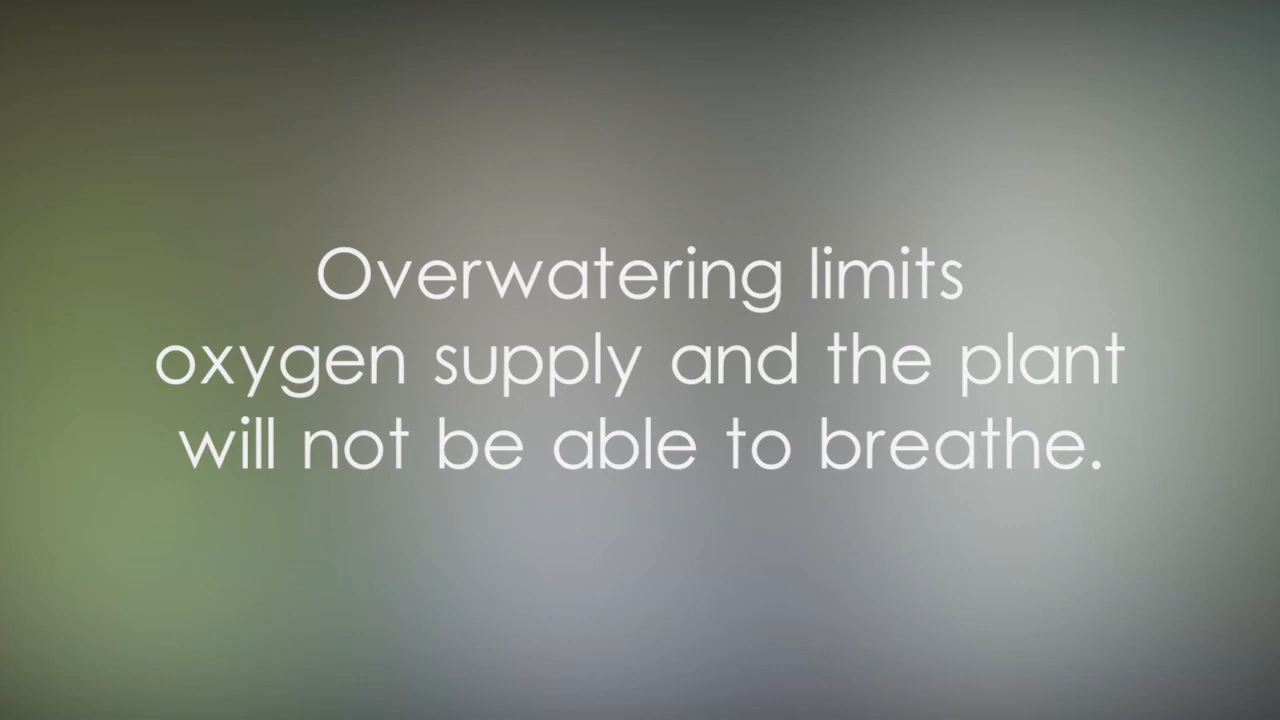 Overwatering limits
oxygen supply and the plant
will not be able to breathe.